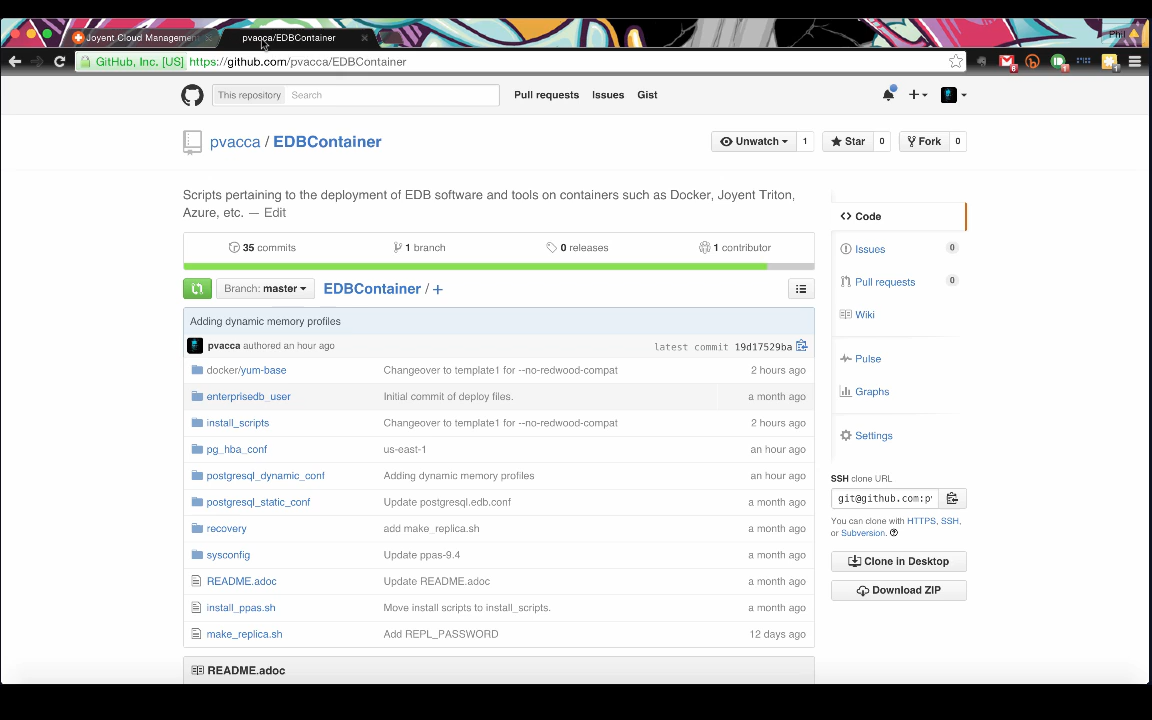 Joyent Cloud Managemen
pvacca/EDBContainer
Phil
GitHub, Inc. [US] https://github.com/pvacca/EDBContainer
This repository Search
Pull requests Issues Gist
pvacca / EDBContainer
Unwatch 1
Star 0
Fork 0
Scripts pertaining to the deployment of EDB software and tools on containers such as Docker, Joyent Triton,
Azure, etc. — Edit
35 commits 1 branch 0 releases 1 contributor
Branch: master EDBContainer / +
Adding dynamic memory profiles
pvacca authored an hour ago latest commit 19d17529ba
docker/yum-base Changeover to template1 for --no-redwood-compat 2 hours ago
enterprisedb_user Initial commit of deploy files. a month ago
install_scripts Changeover to template1 for --no-redwood-compat 2 hours ago
pg_hba_conf us-east-1 an hour ago
postgresql_dynamic_conf Adding dynamic memory profiles an hour ago
postgresql_static_conf Update postgresql.edb.conf a month ago
recovery add make_replica.sh a month ago
sysconfig Update ppas-9.4 a month ago
README.adoc Update README.adoc a month ago
install_ppas.sh Move install scripts to install_scripts. a month ago
make_replica.sh Add REPL_PASSWORD 12 days ago
README.adoc
Code
Issues 0
Pull requests 0
Wiki
Pulse
Graphs
Settings
SSH clone URL
git@github.com:p
You can clone with HTTPS, SSH,
or Subversion.
Clone in Desktop
Download ZIP